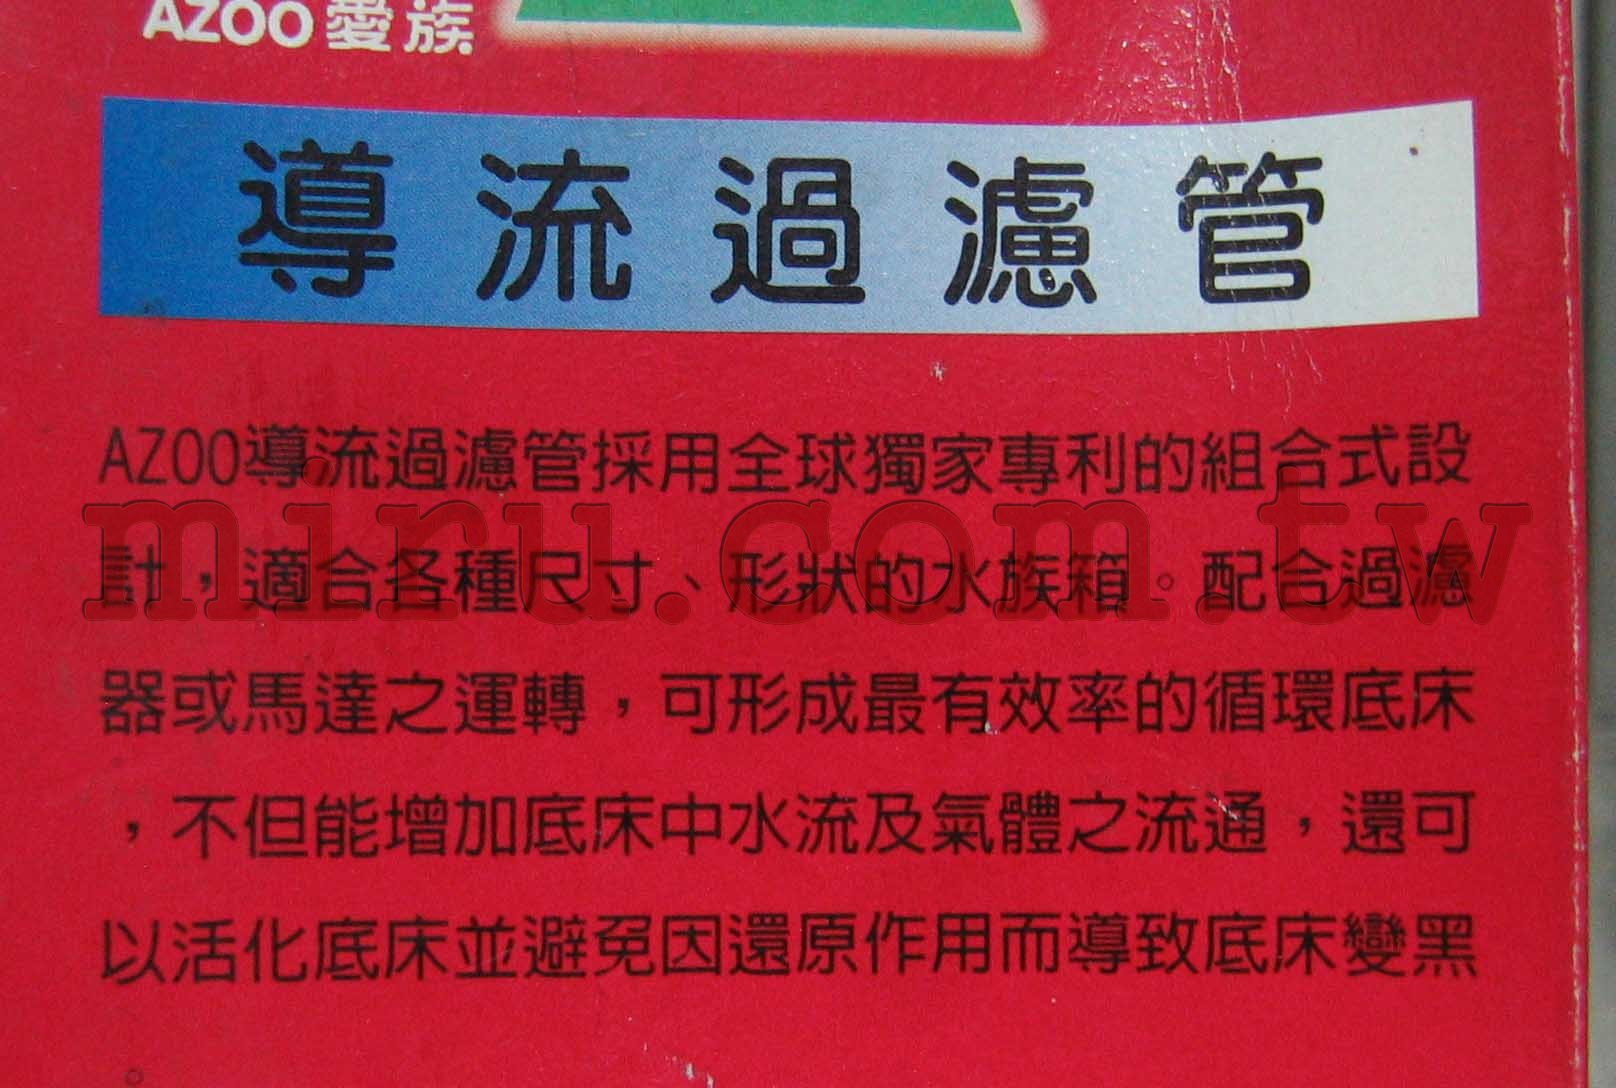 AZOO愛族
導流過濾管
AZOO導流過濾管採用全球獨家專利的組合式設
計，適合各種尺寸、形狀的水族箱。配合過濾
器或馬達之運轉，可形成最有效率的循環底床
，不但能增加底床中水流及氣體之流通，還可
以活化底床並避免因還原作用而導致底床變黑
。
miru.com.tw